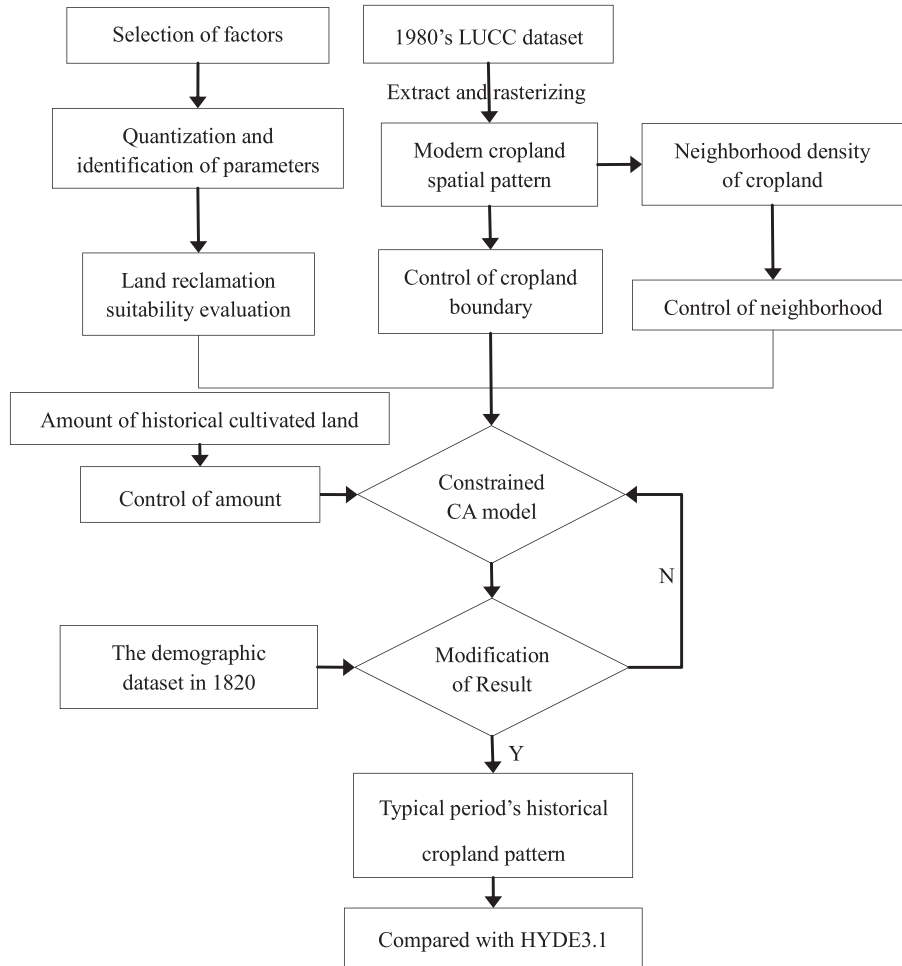 Selection of factors
1980's LUCC dataset
Extract and rasterizing
Quantization and
identification of parameters
Modern cropland
spatial pattern
Neighborhood density
of cropland
Land reclamation
suitability evaluation
Control of cropland
boundary
Control of neighborhood
Amount of historical cultivated land
Control of amount
Constrained
CA model
N
The demographic
dataset in 1820
Modification
of Result
Y
Typical period's historical
cropland pattern
Compared with HYDE3.1